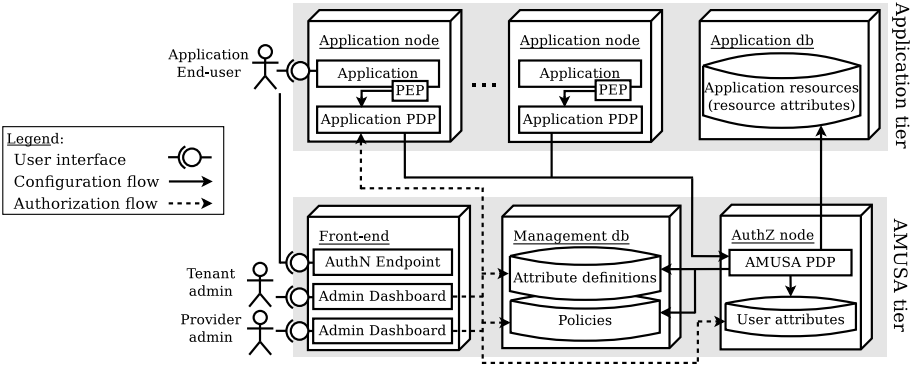 Application
End-user
Application node
Application
PEP
Application PDP
...
Application node
Application
PEP
Application PDP
Application db
Application resources
(resource attributes)
Application tier
Legend:
User interface
Configuration flow
Authorization flow
Tenant
admin
Provider
admin
Front-end
AuthN Endpoint
Admin Dashboard
Admin Dashboard
Management db
Attribute definitions
Policies
AuthZ node
AMUSA PDP
User attributes
AMUSA tier